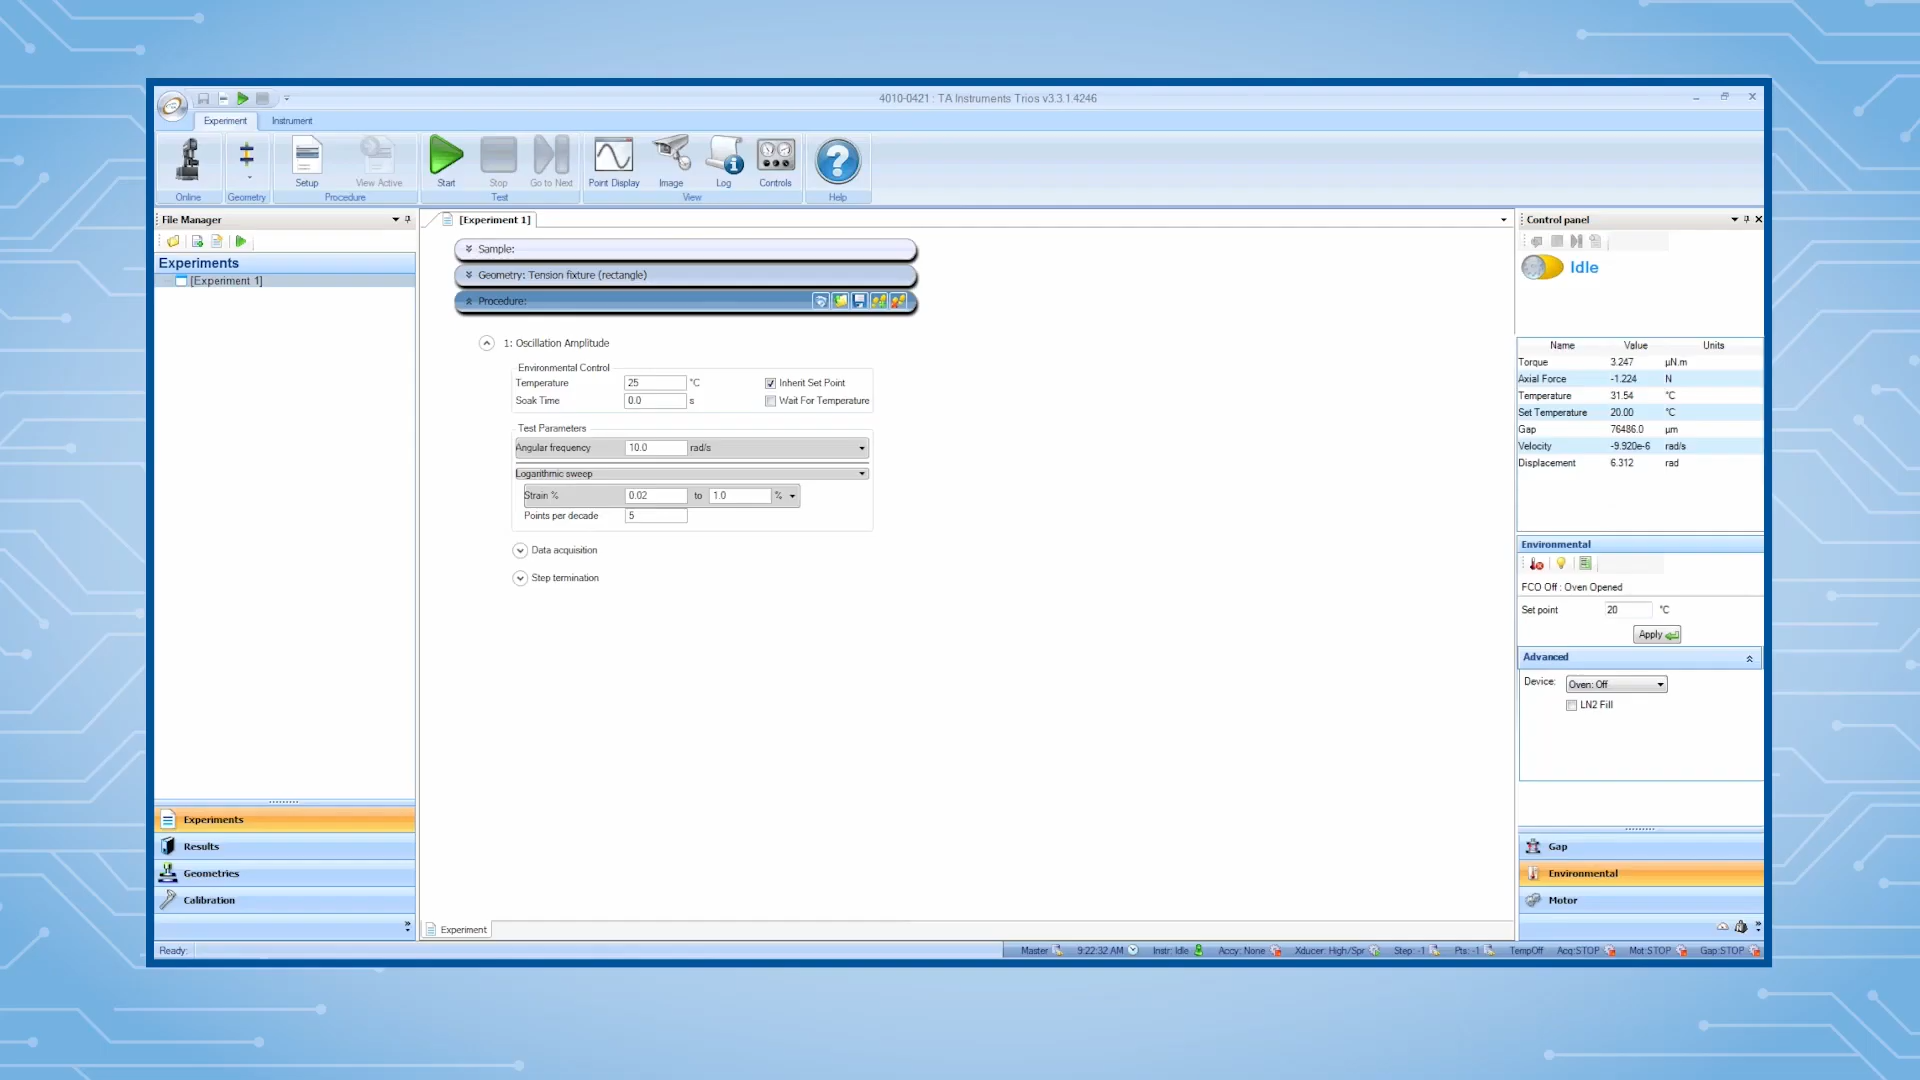 4010-0421 : TA Instruments Trios v3.3.1.4246
Experiment
Instrument
Online
Geometry
Setup
View Active
Procedure
Start
Stop
Go to Next
Test
Point Display
Image
Log
Controls
View
Help
File Manager
Experiments
[Experiment 1]
[Experiment 1]
Sample:
Geometry: Tension fixture (rectangle)
Procedure:
1: Oscillation Amplitude
Environmental Control
Temperature 25 °C Inherit Set Point
Soak Time 0.0 s Wait For Temperature
Test Parameters
Angular frequency 10.0 rad/s
Logarithmic sweep
Strain % 0.02 to 1.0 %
Points per decade 5
Data acquisition
Step termination
Control panel
Idle
Name Value Units
Torque 3.247 µN.m
Axial Force -1.224 N
Temperature 31.54 °C
Set Temperature 20.00 °C
Gap 76486.0 µm
Velocity -9.920e-6 rad/s
Displacement 6.312 rad
Environmental
FCO Off : Oven Opened
Set point 20 °C
Apply
Advanced
Device: Oven: Off
LN2 Fill
Experiments
Results
Geometries
Calibration
Gap
Environmental
Motor
Experiment
Ready:
Master 9:22:32 AM Instr: Idle Accy: None Xducer: High/Spr Step: -1 Pts: -1 TempOff Acq:STOP Mot:STOP Gap:STOP